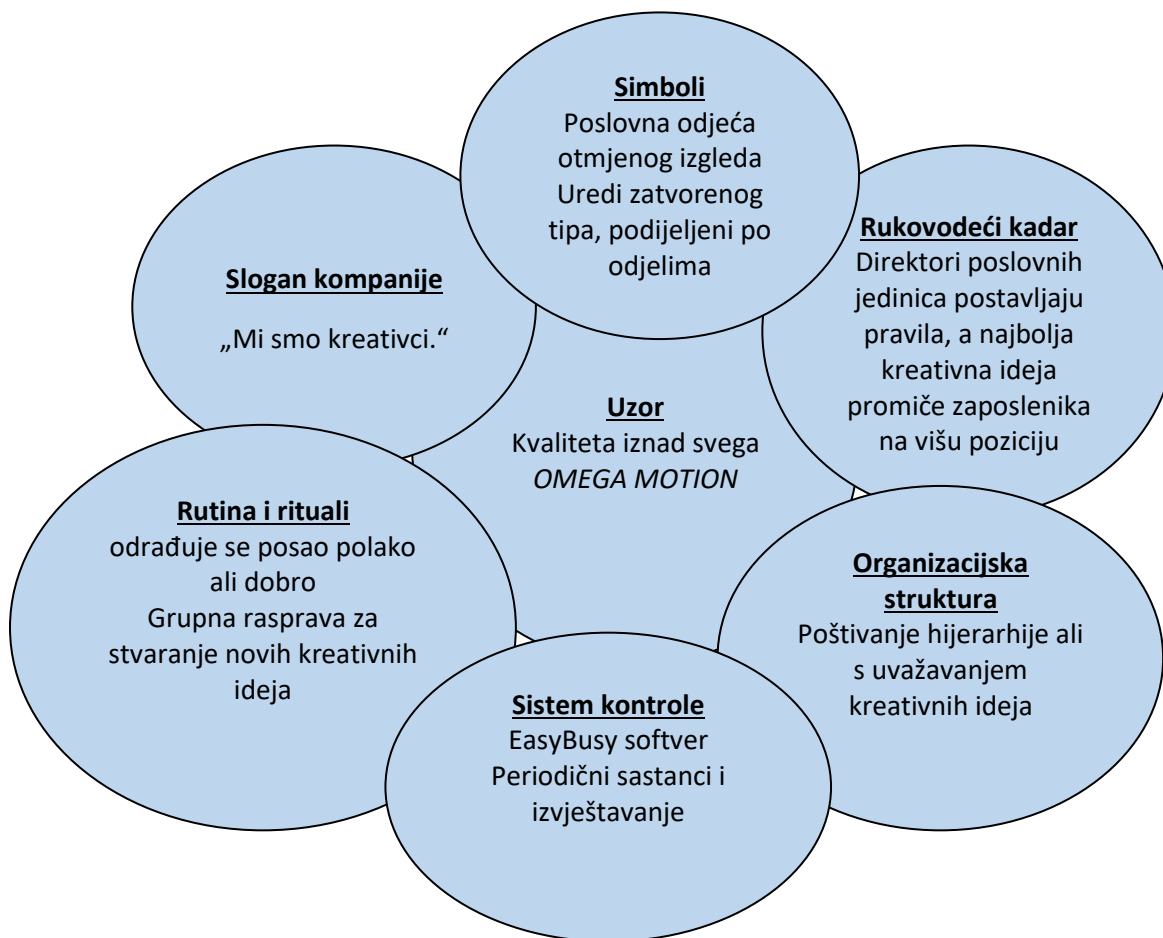 Simboli
Poslovna odjeća
otmjenog izgleda
Uredi zatvorenog
tipa, podijeljeni po
odjelima
Rukovodeći kadar
Direktori poslovnih
jedinica postavljaju
pravila, a najbolja
kreativna ideja
promiče zaposlenika
na višu poziciju
Slogan kompanije
„Mi smo kreativci.“
Uzor
Kvaliteta iznad svega
OMEGA MOTION
Rutina i rituali
odrađuje se posao polako
ali dobro
Grupna rasprava za
stvaranje novih kreativnih
ideja
Organizacijska
struktura
Poštivanje hijerarhije ali
s uvažavanjem
kreativnih ideja
Sistem kontrole
EasyBusy softver
Periodični sastanci i
izvještavanje